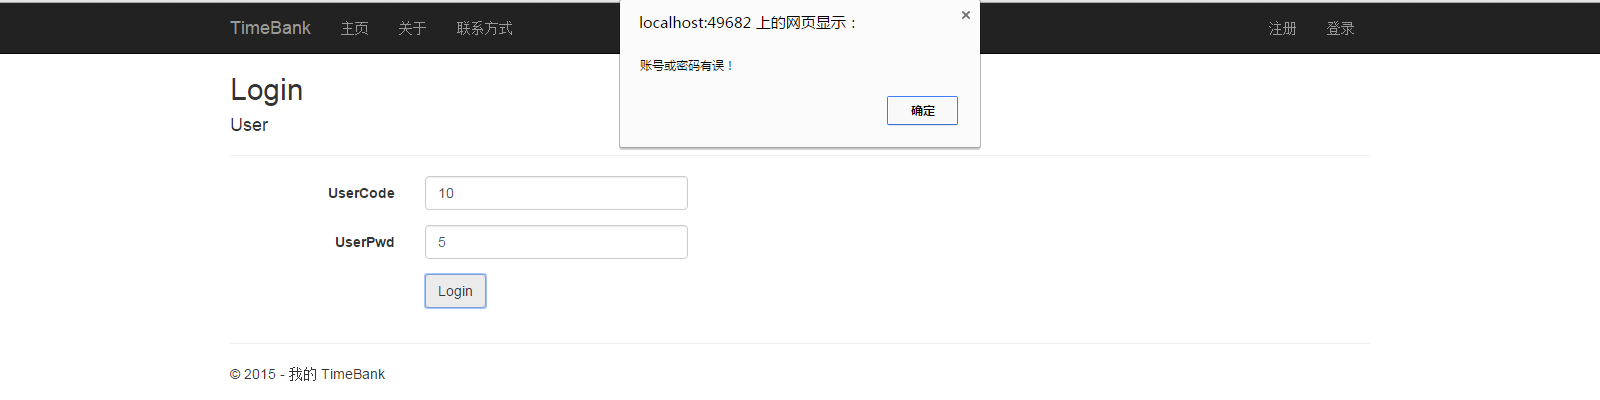 TimeBank 主页 关于 联系方式 注册 登录
localhost:49682 上的网页显示：
×
账号或密码有误！
确定
Login
User
UserCode 10
UserPwd 5
Login
© 2015 - 我的 TimeBank